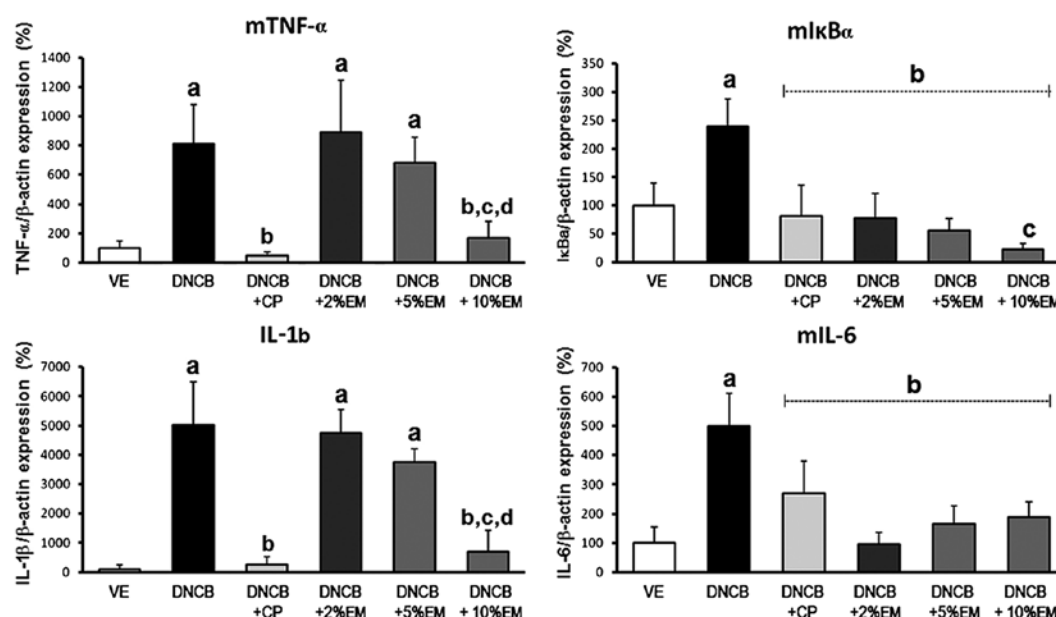 mTNF-α
TNF-α/β-actin expression (%)
1400
1200
1000
800
600
400
200
0
a
b
a
a
b,c,d
VE DNCB DNCB DNCB DNCB DNCB
+CP +2%EM +5%EM + 10%EM
mIκBα
IκBa/β-actin expression (%)
350
300
250
200
150
100
50
0
a
b
c
VE DNCB DNCB DNCB DNCB DNCB
+CP +2%EM +5%EM + 10%EM
IL-1b
IL-1β/β-actin expression (%)
7000
6000
5000
4000
3000
2000
1000
0
a
b
a
a
b,c,d
VE DNCB DNCB DNCB DNCB DNCB
+CP +2%EM +5%EM + 10%EM
mIL-6
IL-6/β-actin expression (%)
700
600
500
400
300
200
100
0
a
b
VE DNCB DNCB DNCB DNCB DNCB
+CP +2%EM +5%EM + 10%EM